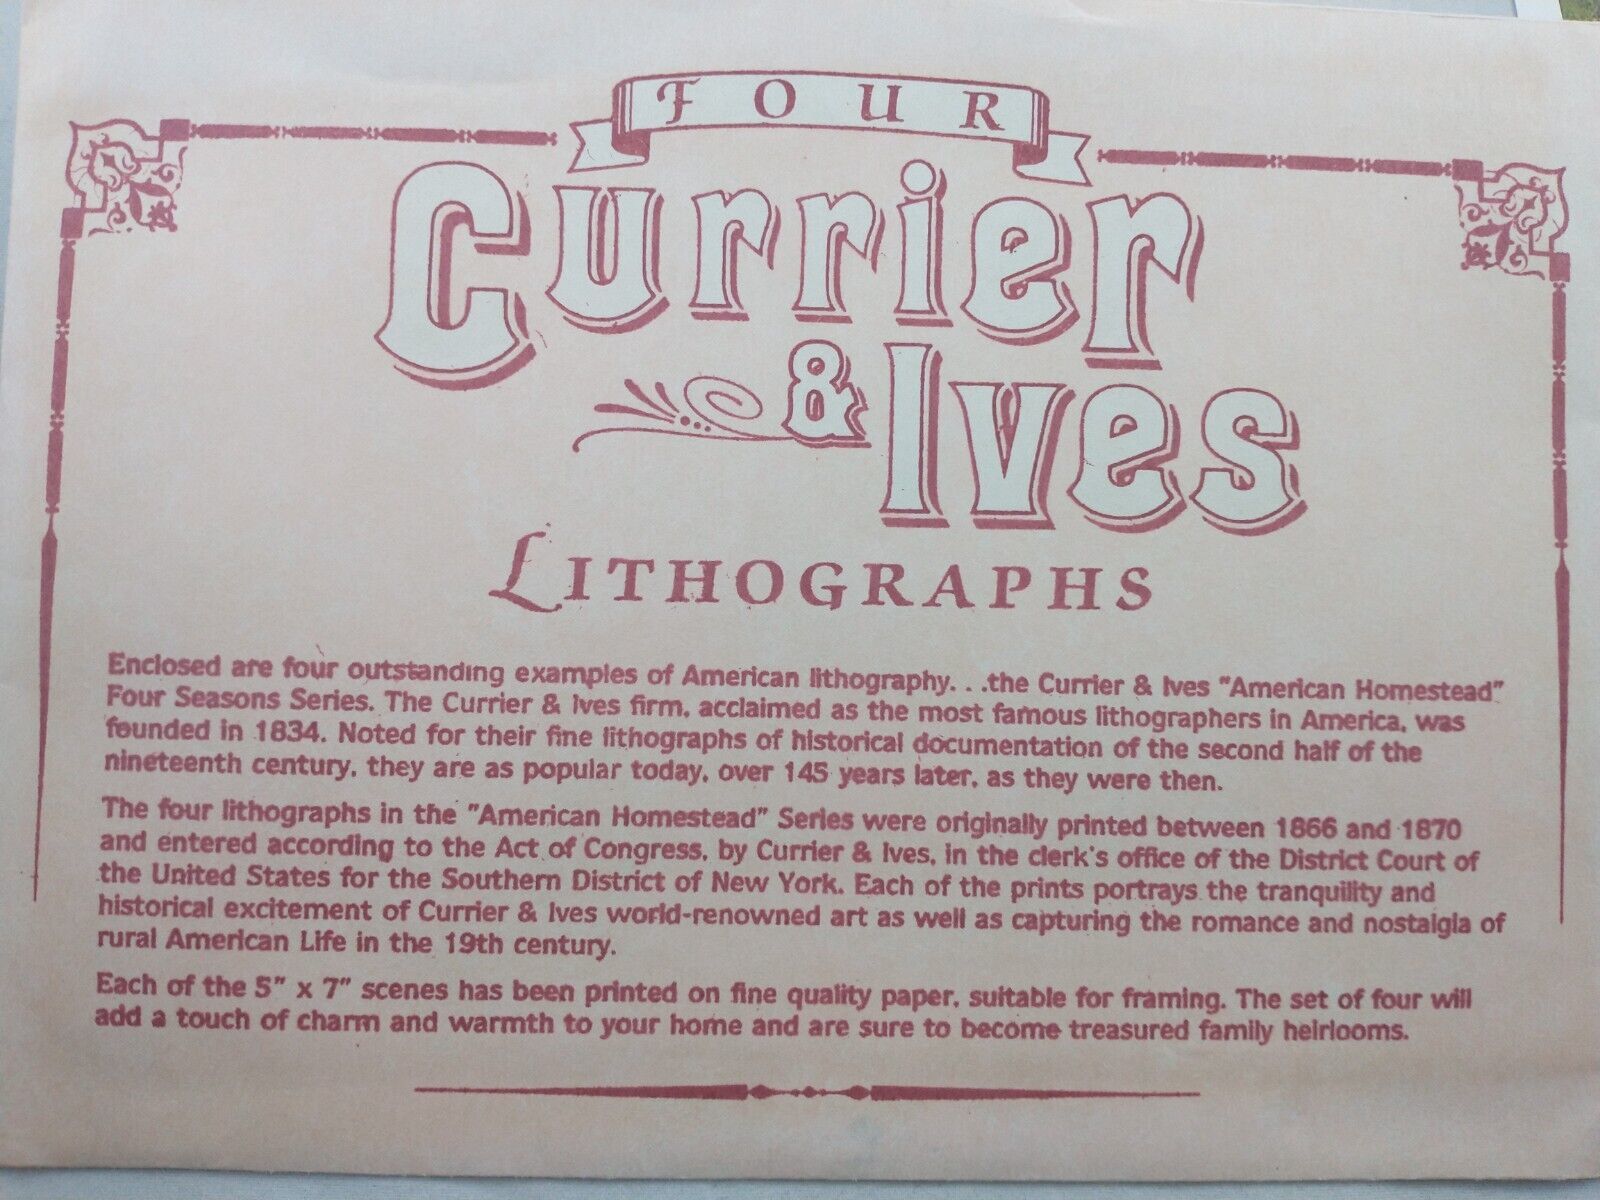 FOUR
Currier
& Ives
LITHOGRAPHS
Enclosed are four outstanding examples of American lithography. . .the Currier & Ives "American Homestead"
Four Seasons Series. The Currier & Ives firm, acclaimed as the most famous lithographers in America, was
founded in 1834. Noted for their fine lithographs of historical documentation of the second half of the
nineteenth century, they are as popular today, over 145 years later, as they were then.
The four lithographs in the "American Homestead" Series were originally printed between 1866 and 1870
and entered according to the Act of Congress, by Currier & Ives, in the clerk's office of the District Court of
the United States for the Southern District of New York. Each of the prints portrays the tranquility and
historical excitement of Currier & Ives world-renowned art as well as capturing the romance and nostalgia of
rural American Life in the 19th century.
Each of the 5" x 7" scenes has been printed on fine quality paper, suitable for framing. The set of four will
add a touch of charm and warmth to your home and are sure to become treasured family heirlooms.